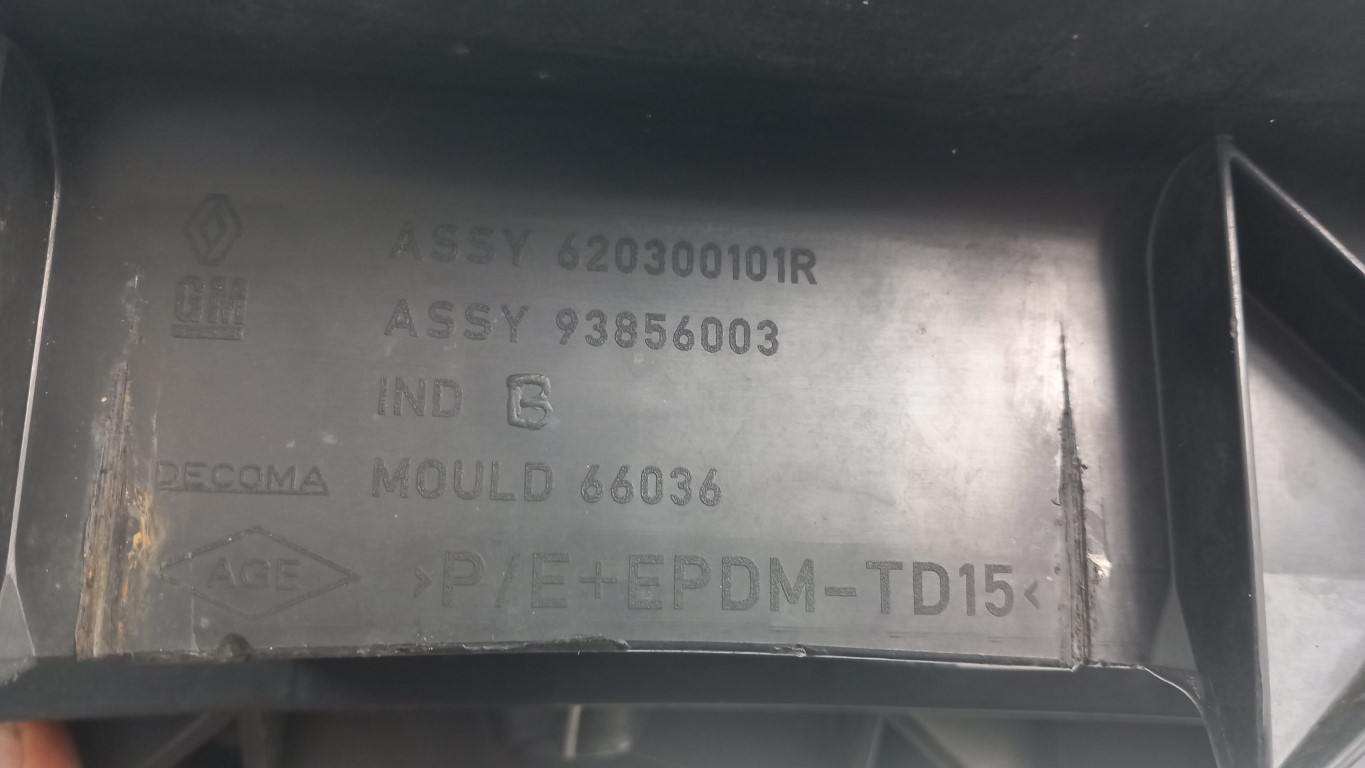 ASSY 620300101R
GM
ASSY 93856003
IND B
DECOMA MOULD 66036
AGE >P/E+EPDM-TD15<